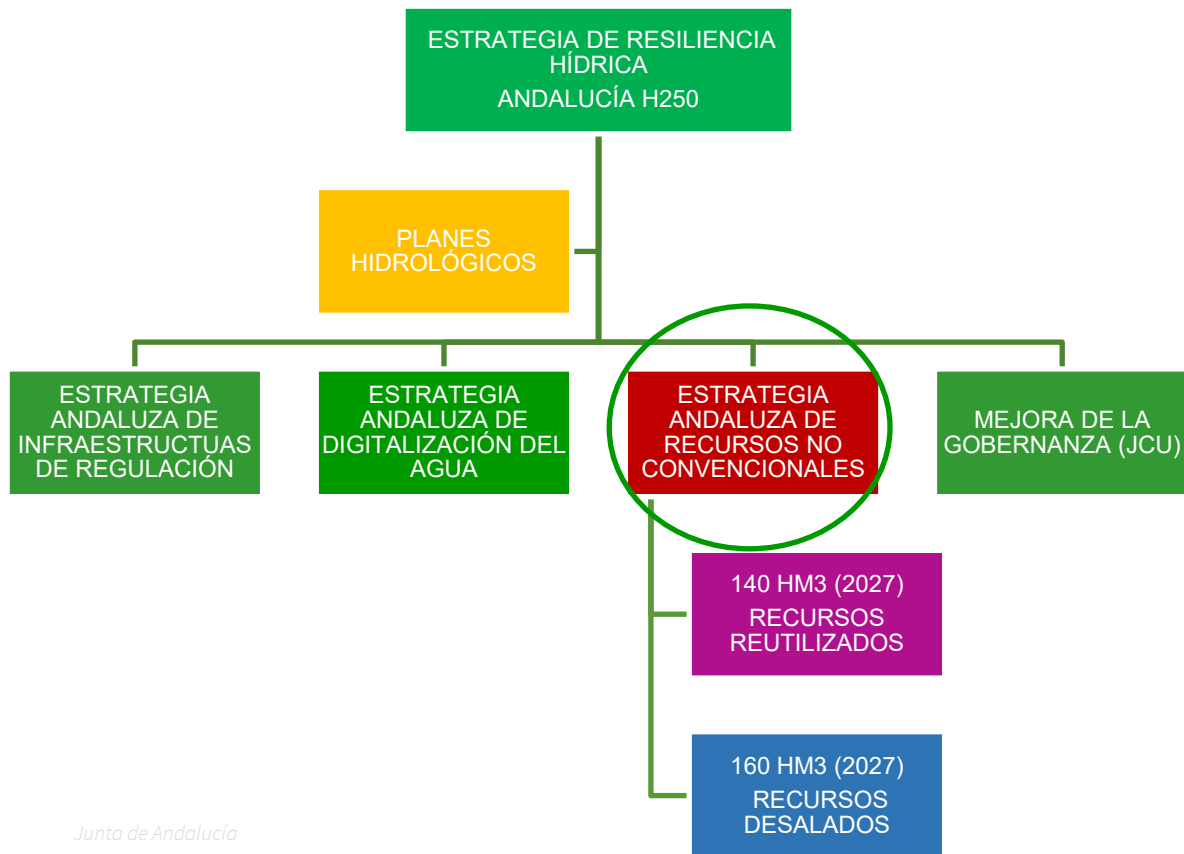 ESTRATEGIA DE RESILIENCIA
HÍDRICA
ANDALUCÍA H250
PLANES
HIDROLÓGICOS
ESTRATEGIA
ANDALUZA DE
INFRAESTRUCTUAS
DE REGULACIÓN
ESTRATEGIA
ANDALUZA DE
DIGITALIZACIÓN DEL
AGUA
ESTRATEGIA
ANDALUZA DE
RECURSOS NO
CONVENCIONALES
MEJORA DE LA
GOBERNANZA (JCU)
140 HM3 (2027)
RECURSOS
REUTILIZADOS
160 HM3 (2027)
RECURSOS
DESALADOS
Junta de Andalucía